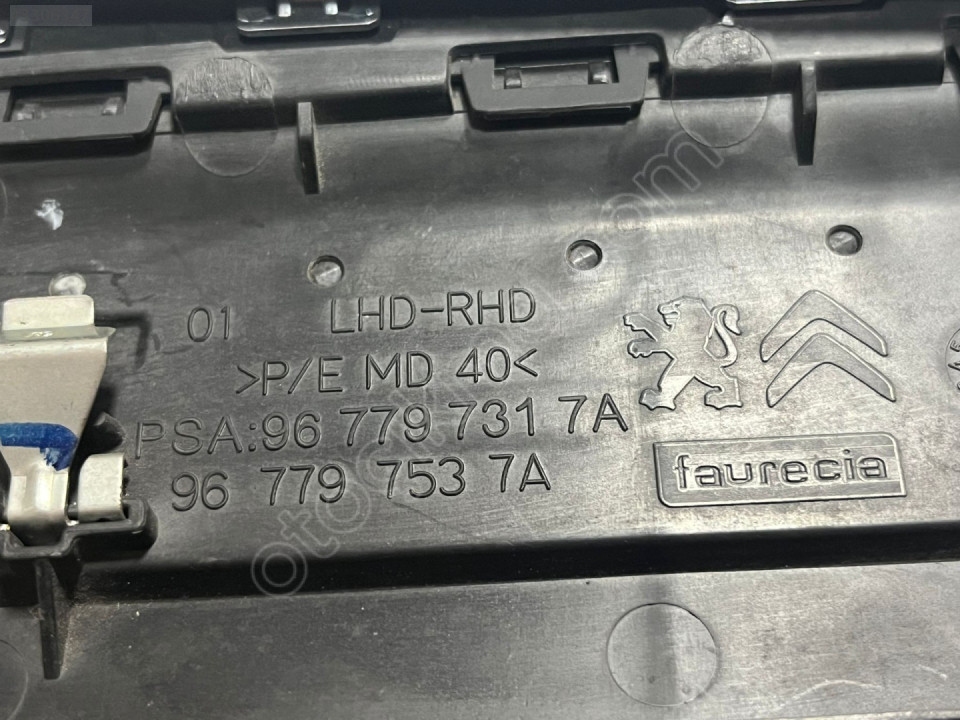 01 LHD-RHD
>P/E MD 40<
PSA:96 779 731 7A
96 779 753 7A
faurecia